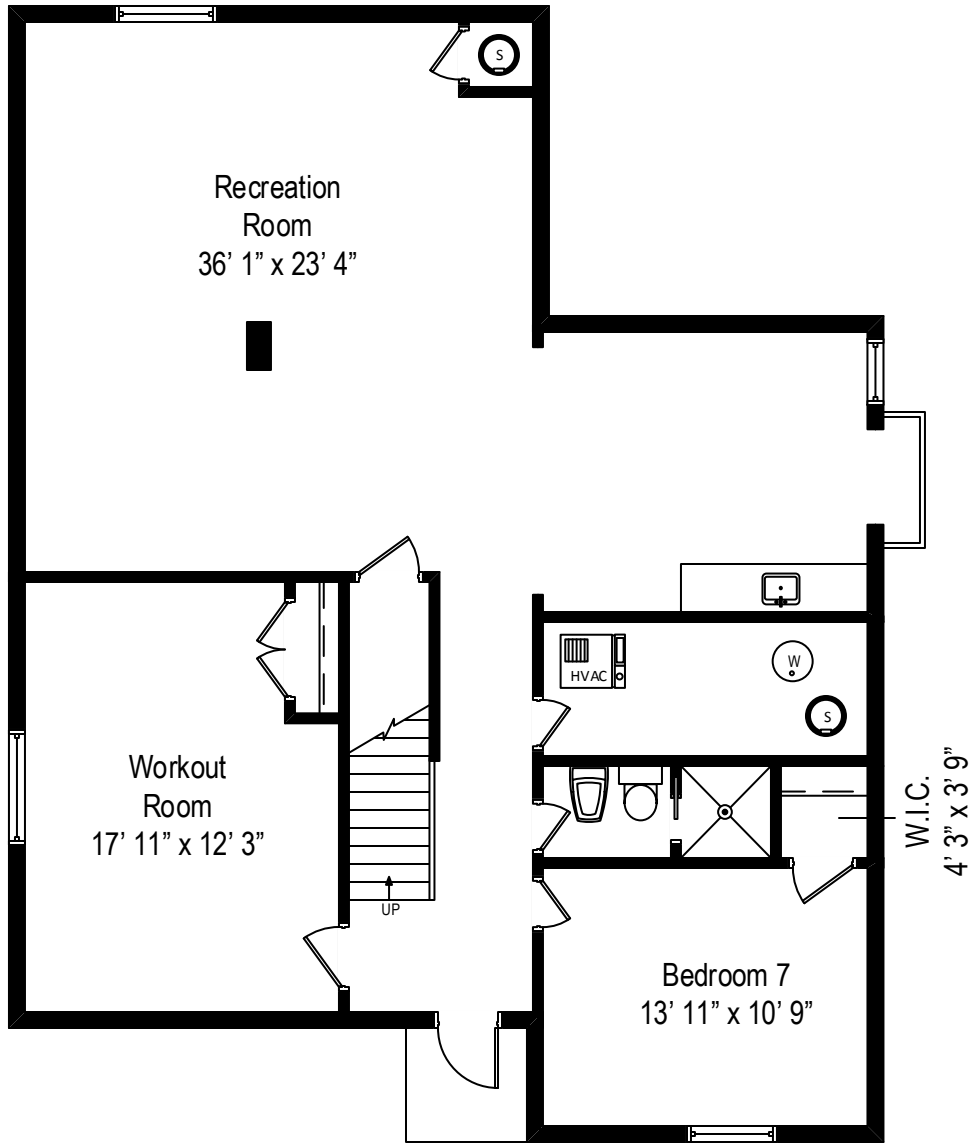 S
Recreation
Room
36’ 1” x 23’ 4”
HVAC
W
S
Workout
Room
17’ 11” x 12’ 3”
W.I.C.
4’ 3” x 3’ 9”
UP
Bedroom 7
13’ 11” x 10’ 9”